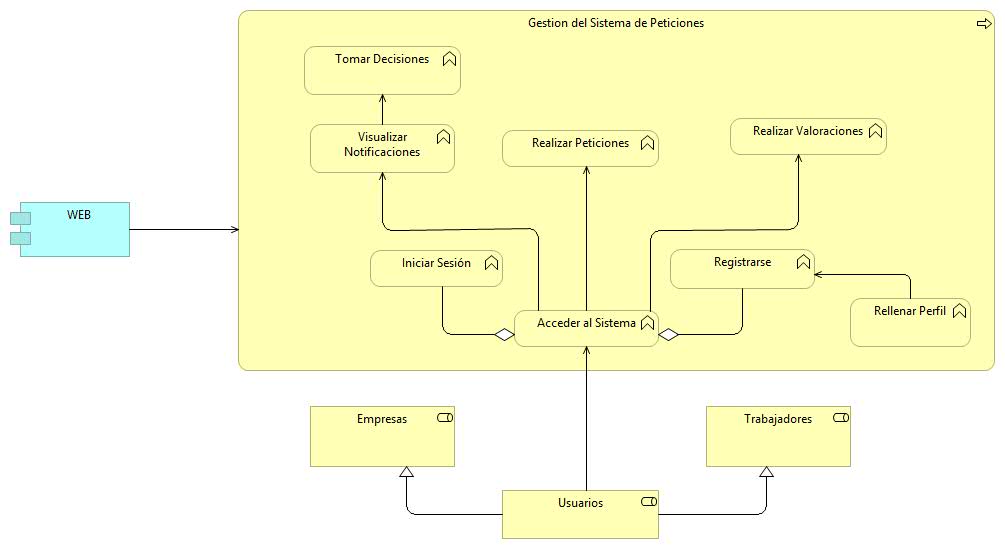 Gestion del Sistema de Peticiones
Tomar Decisiones
Visualizar
Notificaciones
Realizar Peticiones
Realizar Valoraciones
WEB
Iniciar Sesión
Registrarse
Acceder al Sistema
Rellenar Perfil
Empresas
Trabajadores
Usuarios